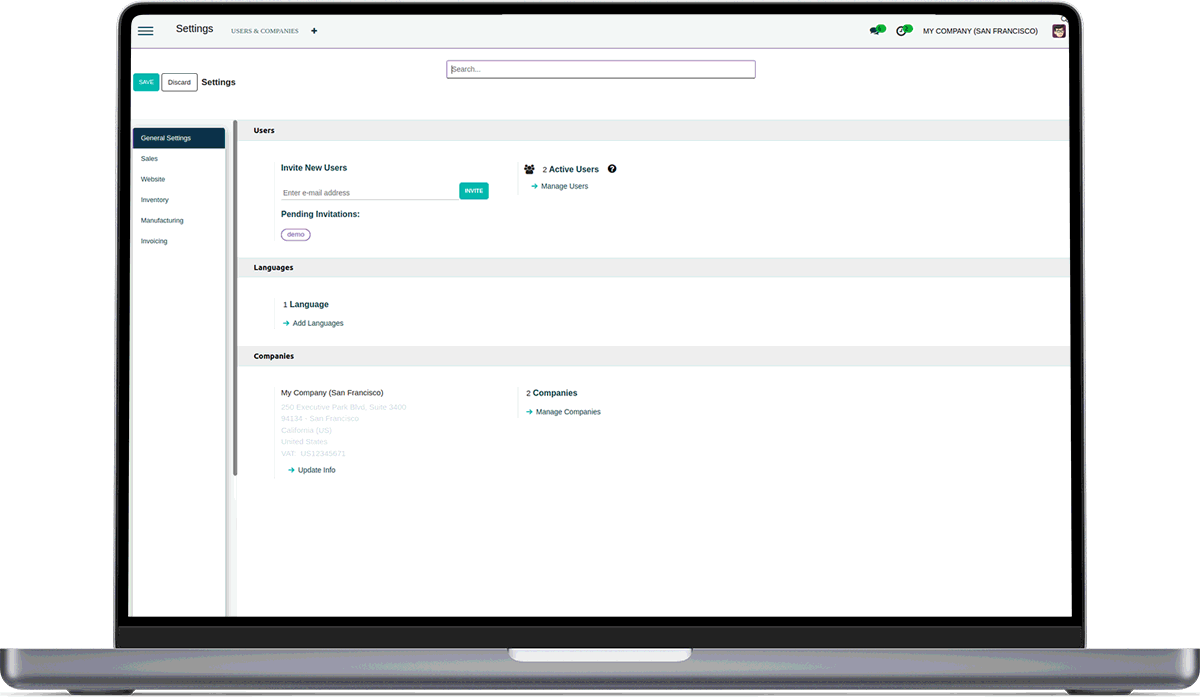 Settings
USERS & COMPANIES
MY COMPANY (SAN FRANCISCO)
Search...
SAVE
Discard
Settings
General Settings
Sales
Website
Inventory
Manufacturing
Invoicing
Users
Invite New Users
Enter e-mail address
INVITE
Pending Invitations:
demo
2 Active Users
Manage Users
Languages
1 Language
Add Languages
Companies
My Company (San Francisco)
250 Executive Park Blvd, Suite 3400
94134 - San Francisco
California (US)
United States
VAT: US12345671
Update Info
2 Companies
Manage Companies